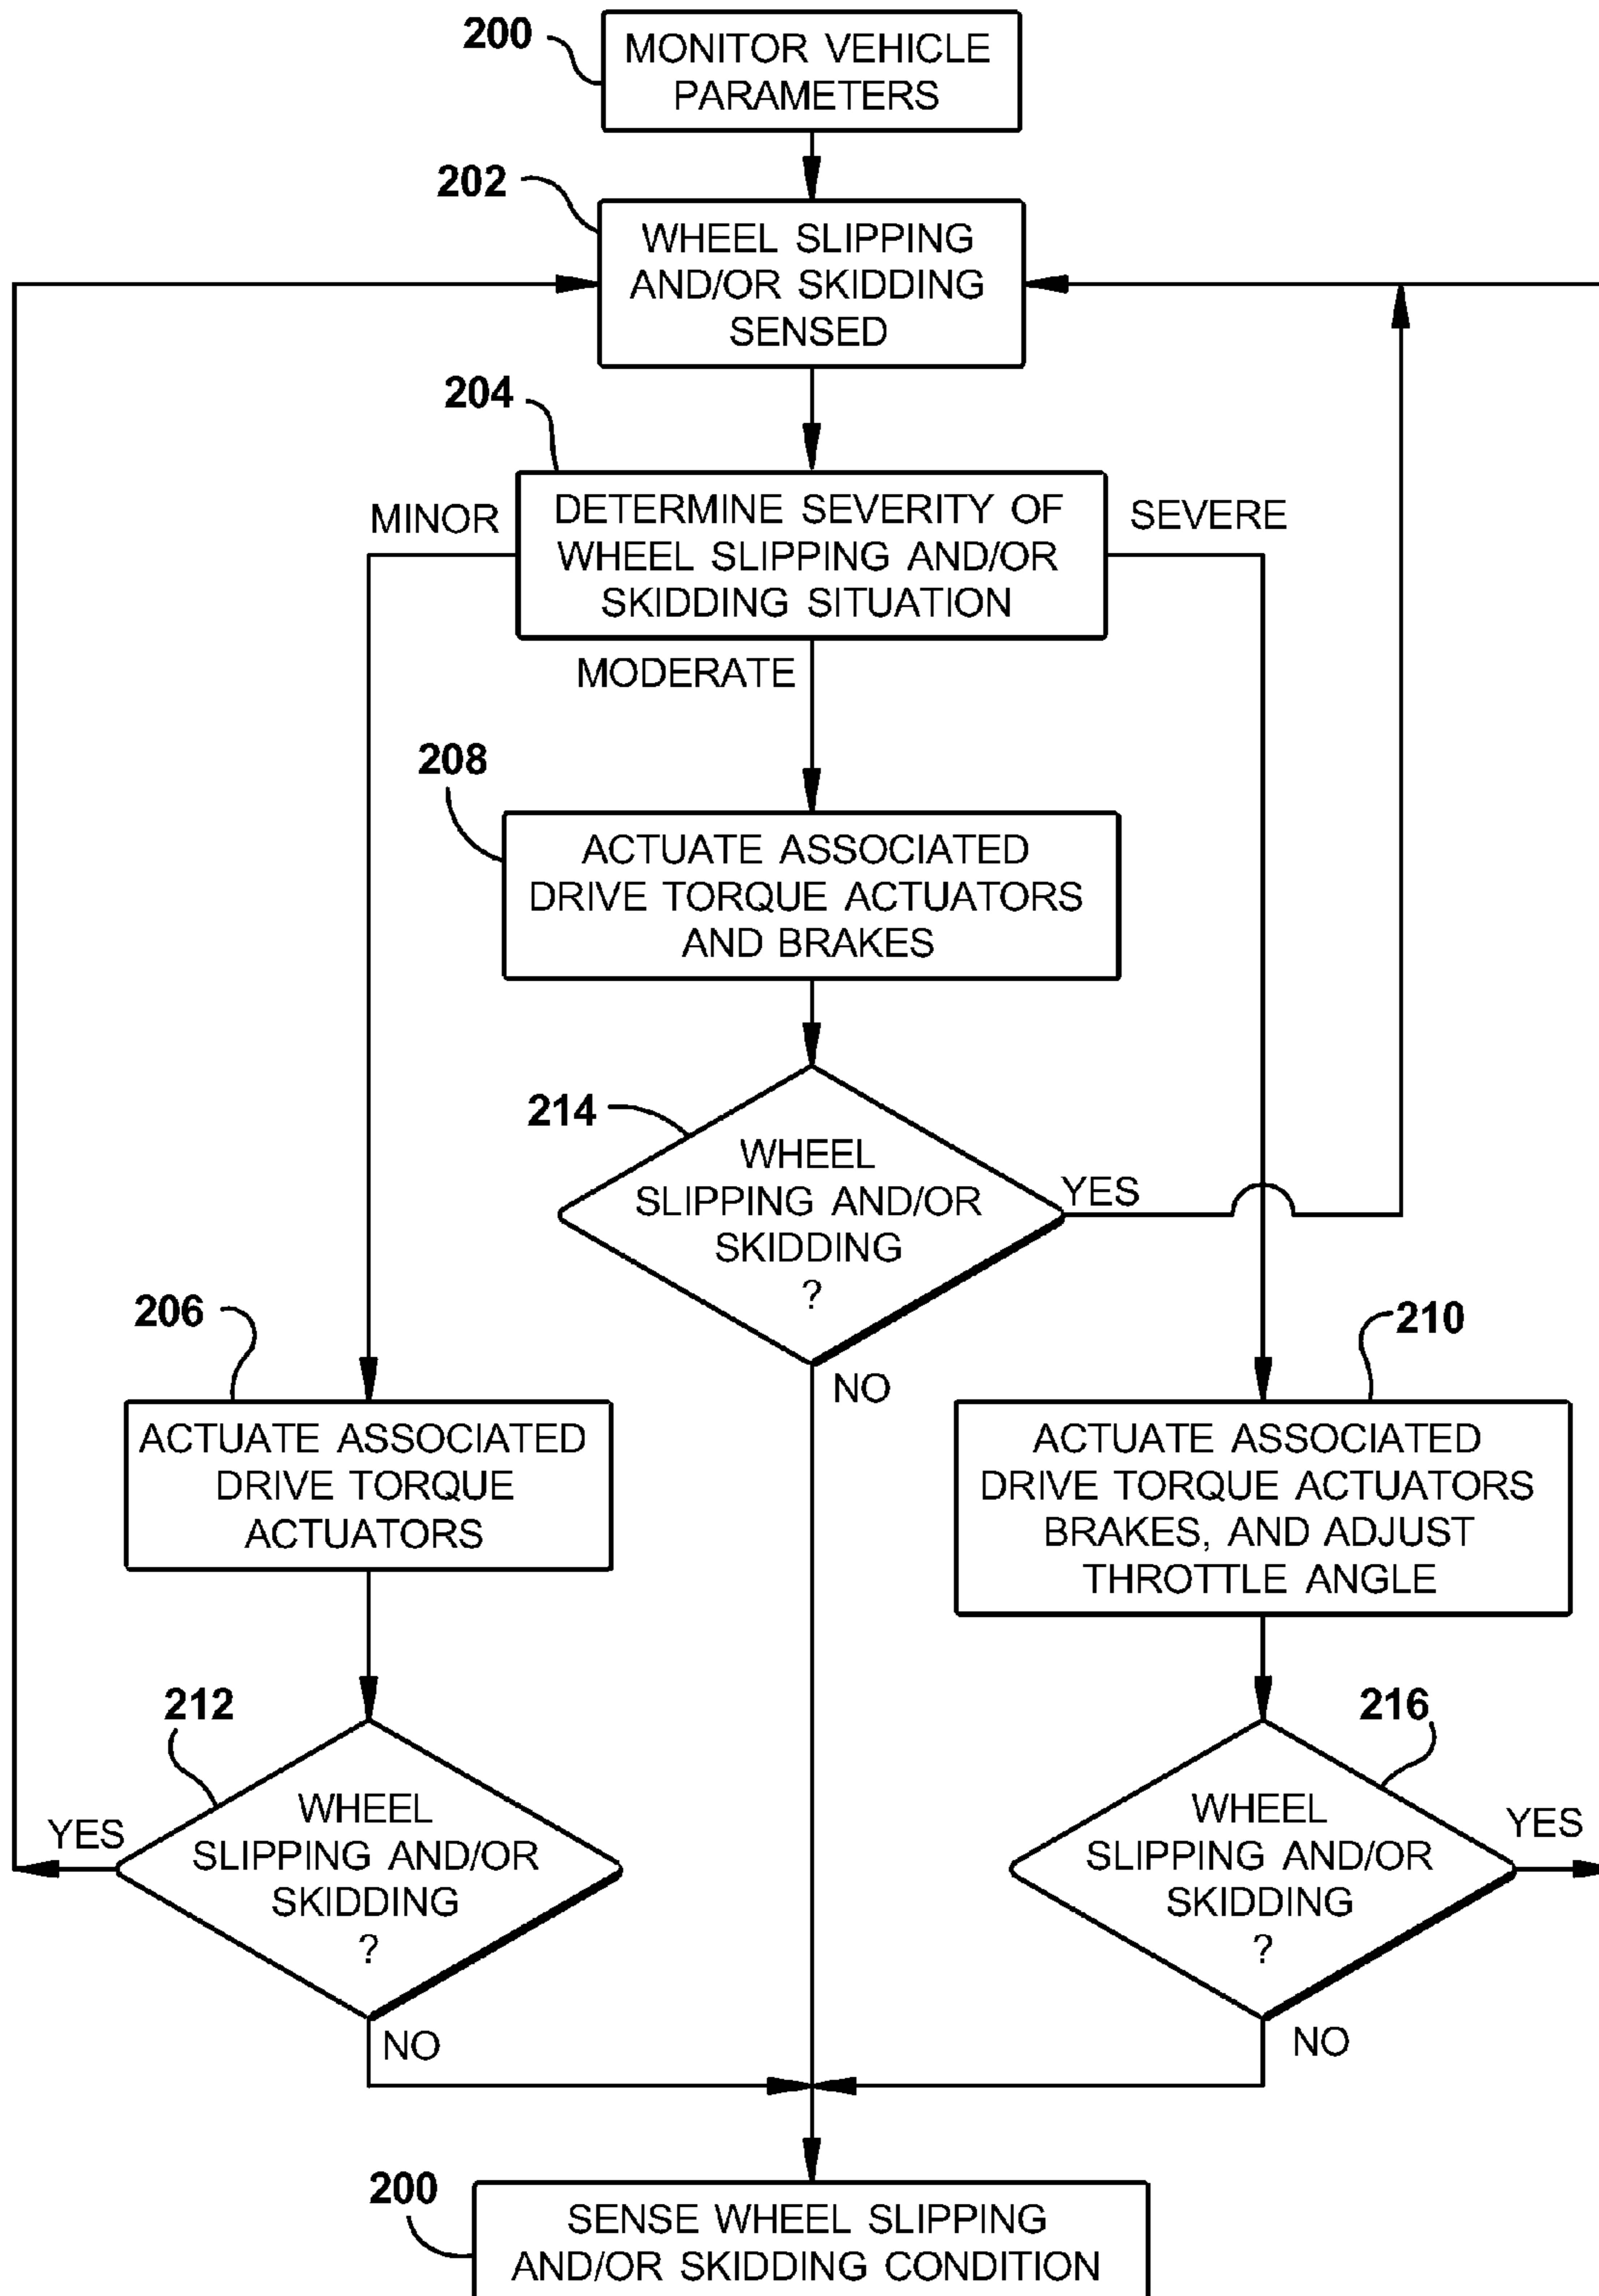 200
MONITOR VEHICLE
PARAMETERS
202
WHEEL SLIPPING
AND/OR SKIDDING
SENSED
204
MINOR
DETERMINE SEVERITY OF
WHEEL SLIPPING AND/OR
SKIDDING SITUATION
SEVERE
MODERATE
208
ACTUATE ASSOCIATED
DRIVE TORQUE ACTUATORS
AND BRAKES
214
WHEEL
SLIPPING AND/OR
SKIDDING
?
YES
NO
206
ACTUATE ASSOCIATED
DRIVE TORQUE
ACTUATORS
210
ACTUATE ASSOCIATED
DRIVE TORQUE ACTUATORS
BRAKES, AND ADJUST
THROTTLE ANGLE
212
YES
WHEEL
SLIPPING AND/OR
SKIDDING
?
NO
216
WHEEL
SLIPPING AND/OR
SKIDDING
?
YES
NO
200
SENSE WHEEL SLIPPING
AND/OR SKIDDING CONDITION